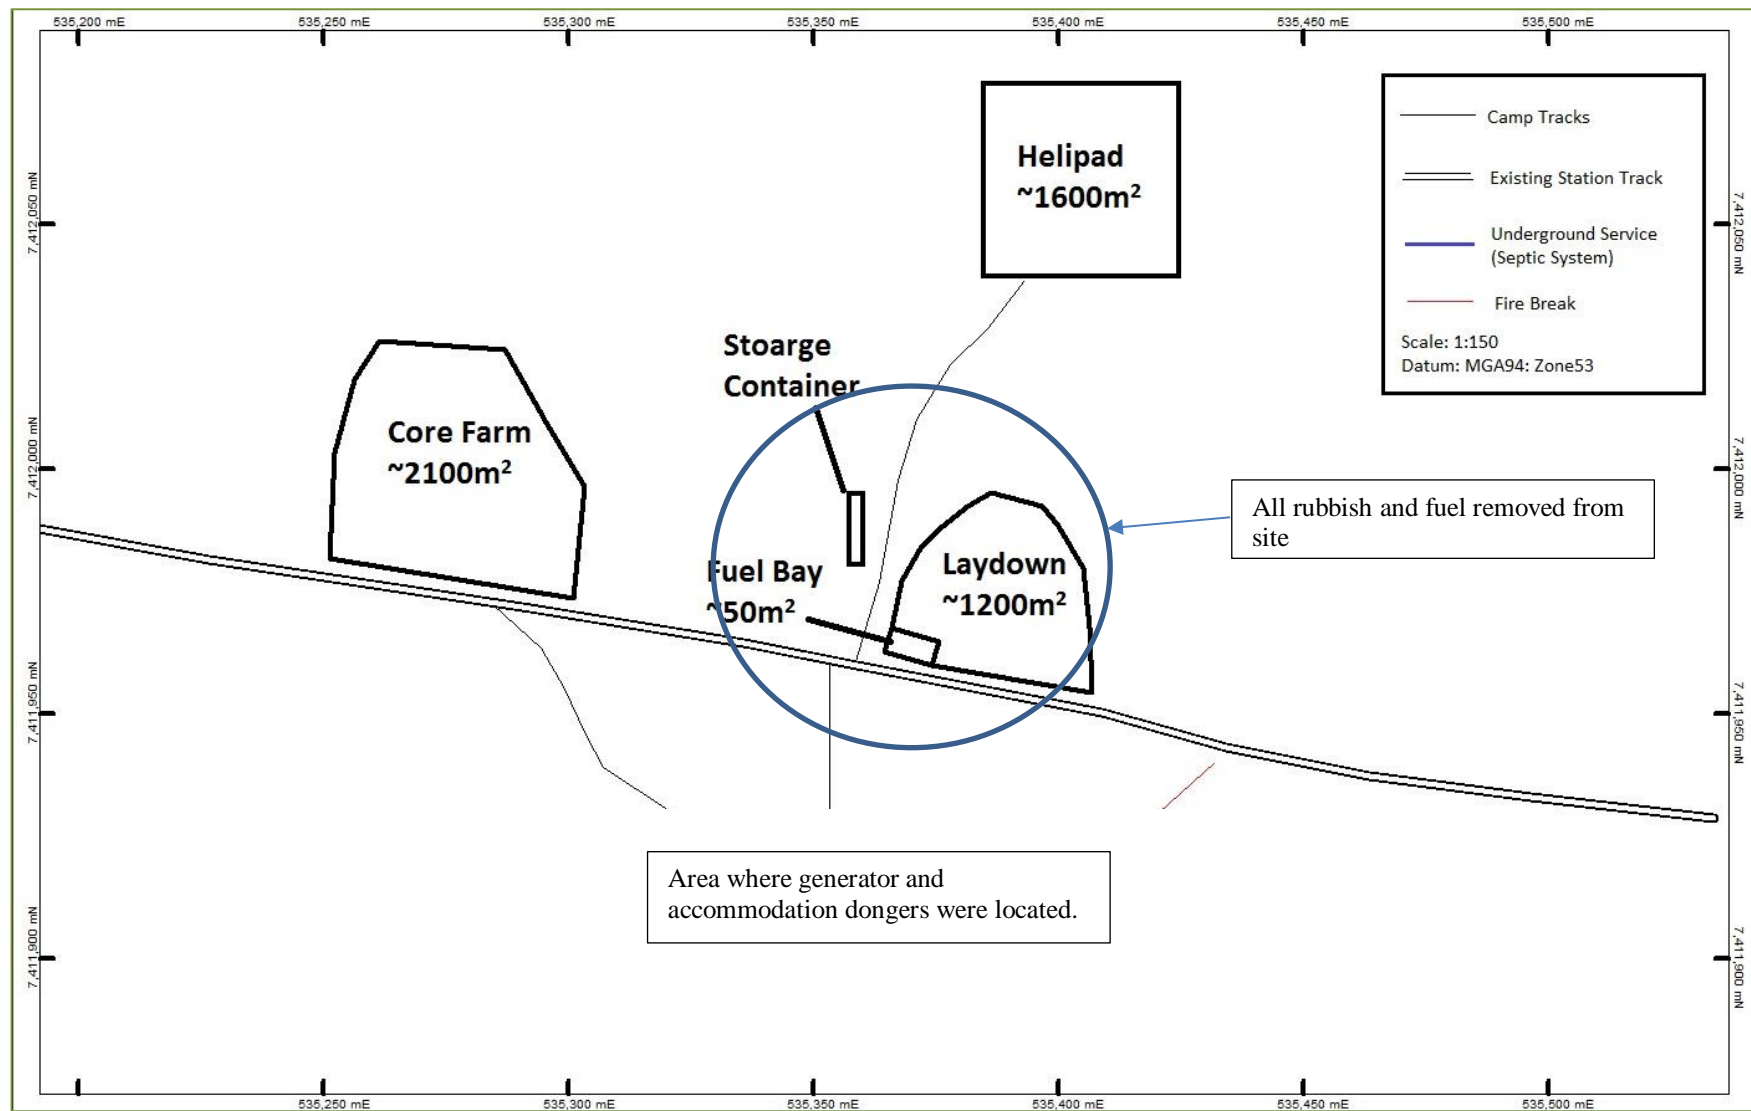 535,200 mE
535,250 mE
535,300 mE
535,350 mE
535,400 mE
535,450 mE
535,500 mE
7,412,050 mN
7,412,000 mN
7,411,950 mN
7,411,900 mN
Helipad
~1600m²
Camp Tracks
Existing Station Track
Underground Service
(Septic System)
Fire Break
Scale: 1:150
Datum: MGA94: Zone53
Stoarge
Container
Core Farm
~2100m²
All rubbish and fuel removed from
site
Fuel Bay
~50m²
Laydown
~1200m²
Area where generator and
accommodation dongers were located.
7,412,050 mN
7,412,000 mN
7,411,950 mN
7,411,900 mN
535,250 mE
535,300 mE
535,350 mE
535,400 mE
535,450 mE
535,500 mE